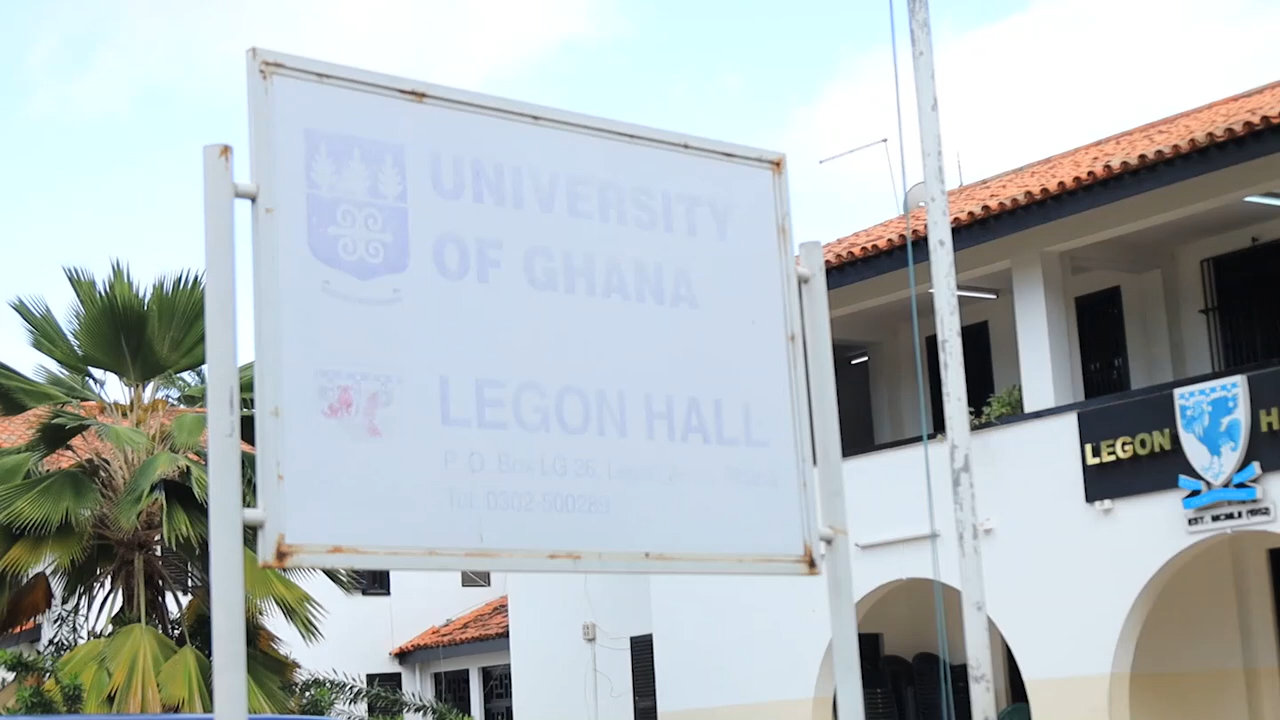 UNIVERSITY
OF GHANA
LEGON HALL
P O Box LG 26
Tel: 0302-500289
LEGON H
EST. MCMLII (1952)